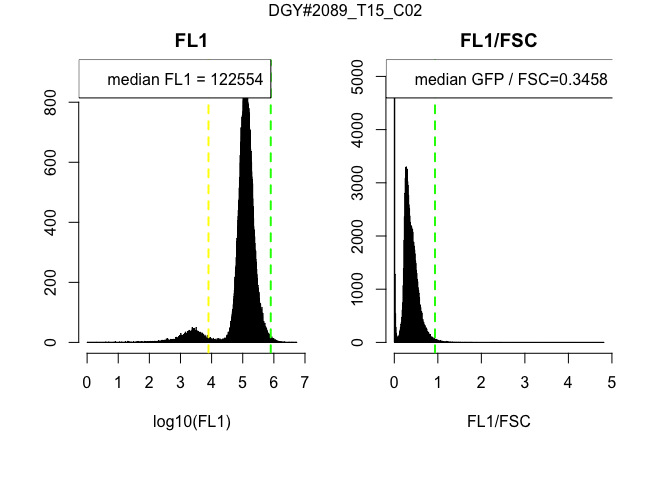 DGY#2089_T15_C02
FL1
FL1/FSC
median FL1 = 122554
median GFP / FSC=0.3458
800
600
400
200
0
5000
4000
3000
2000
1000
0
0 1 2 3 4 5 6 7
0 1 2 3 4 5
log10(FL1)
FL1/FSC